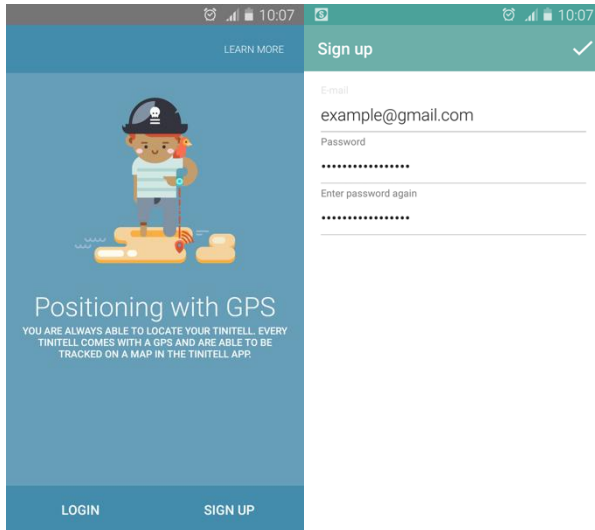 10:07
LEARN MORE
Positioning with GPS
YOU ARE ALWAYS ABLE TO LOCATE YOUR TINITELL. EVERY
TINITELL COMES WITH A GPS AND ARE ABLE TO BE
TRACKED ON A MAP IN THE TINITELL APP.
LOGIN
SIGN UP
10:07
Sign up
E-mail
example@gmail.com
Password
•••••••••••••••••
Enter password again
•••••••••••••••••